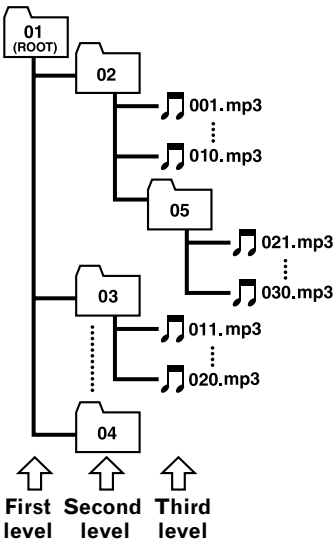 01
(ROOT)
02
001.mp3
010.mp3
05
021.mp3
030.mp3
03
011.mp3
020.mp3
04
First Second Third
level level level